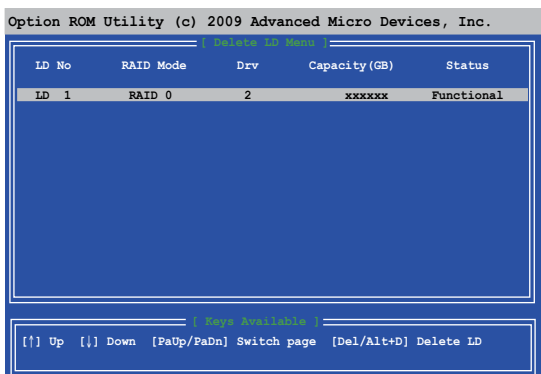 Option ROM Utility (c) 2009 Advanced Micro Devices, Inc.
[ Delete LD Menu ]
LD No RAID Mode Drv Capacity(GB) Status
LD 1 RAID 0 2 xxxxxx Functional
[ Keys Available ]
[↑] Up [↓] Down [PaUp/PaDn] Switch page [Del/Alt+D] Delete LD